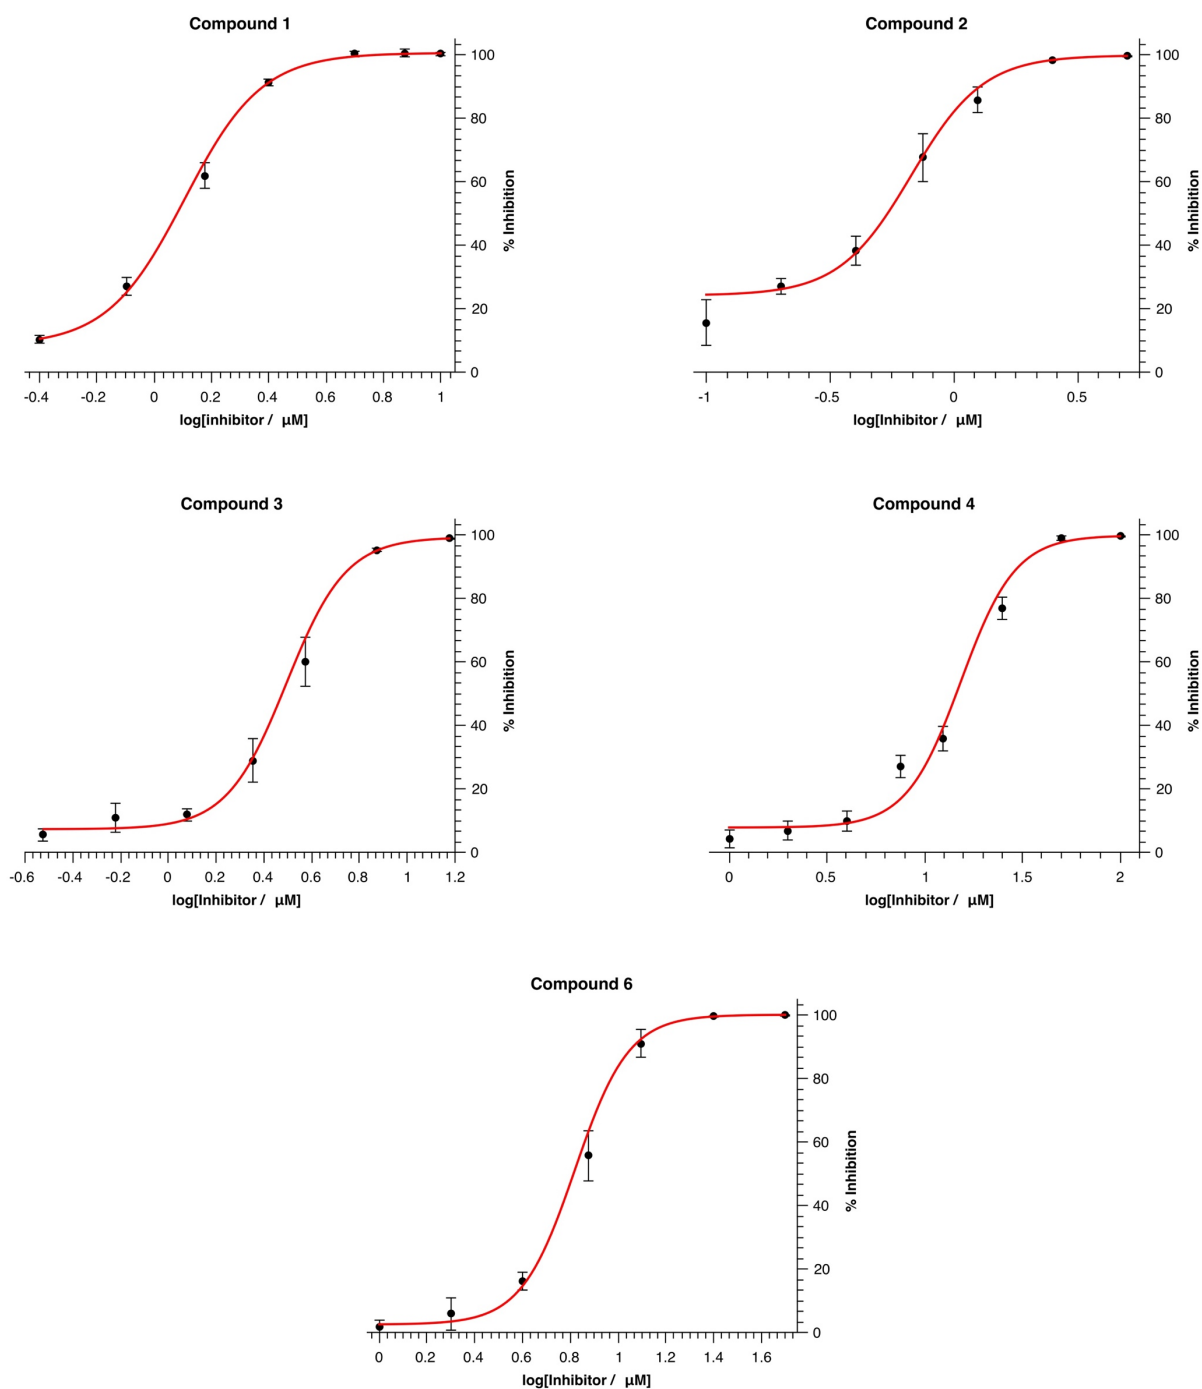 Compound 1
100
80
60
40
20
0
% Inhibition
-0.4 -0.2 0 0.2 0.4 0.6 0.8 1
log[inhibitor / µM]
Compound 2
100
80
60
40
20
0
% Inhibition
-1 -0.5 0 0.5
log[Inhibitor / µM]
Compound 3
100
80
60
40
20
0
% Inhibition
-0.6 -0.4 -0.2 0 0.2 0.4 0.6 0.8 1 1.2
log[Inhibitor / µM]
Compound 4
100
80
60
40
20
0
% Inhibition
0 0.5 1 1.5 2
log[Inhibitor / µM]
Compound 6
100
80
60
40
20
0
% Inhibition
0 0.2 0.4 0.6 0.8 1 1.2 1.4 1.6
log[Inhibitor / µM]